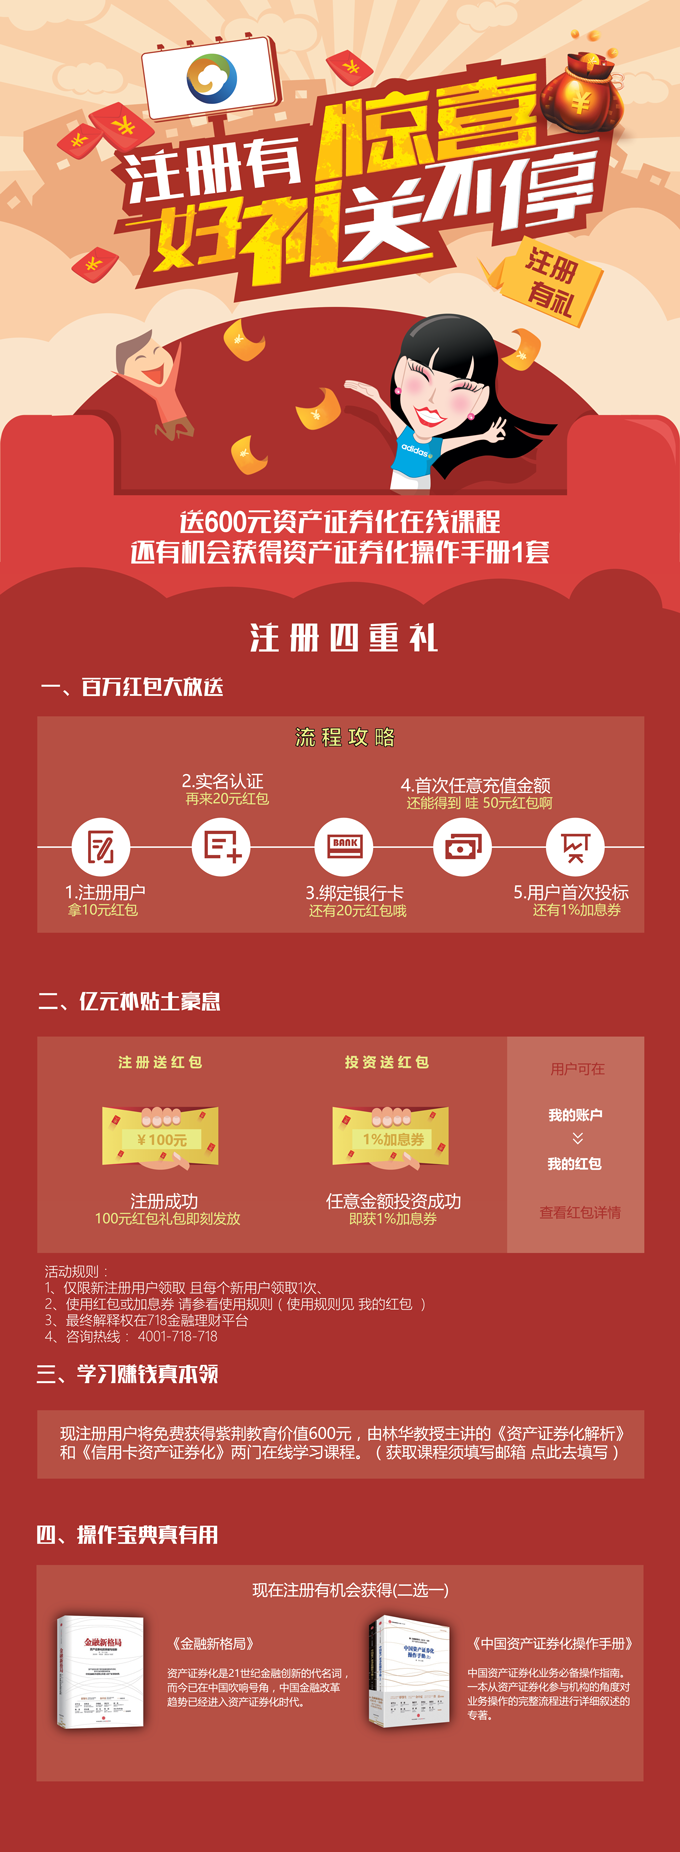 注册有
惊喜
好礼
关不停
注册
有礼
adidas
送600元资产证券化在线课程
还有机会获得资产证券化操作手册1套
注册四重礼
一、百万红包大放送
流程攻略
2.实名认证
再来20元红包
4.首次任意充值金额
还能得到 哇 50元红包啊
BANK
1.注册用户
拿10元红包
3.绑定银行卡
还有20元红包哦
5.用户首次投标
还有1%加息券
二、亿元补贴土豪息
注册送红包
投资送红包
用户可在
¥100元
1%加息券
我的账户
我的红包
注册成功
100元红包礼包即刻发放
任意金额投资成功
即获1%加息券
查看红包详情
活动规则：
1、仅限新注册用户领取 且每个新用户领取1次、
2、使用红包或加息券 请参看使用规则（使用规则见 我的红包 ）
3、最终解释权在718金融理财平台
4、咨询热线： 4001-718-718
三、学习赚钱真本领
现注册用户将免费获得紫荆教育价值600元，由林华教授主讲的《资产证券化解析》
和《信用卡资产证券化》两门在线学习课程。（ 获取课程须填写邮箱 点此去填写 ）
四、操作宝典真有用
现在注册有机会获得(二选一)
金融新格局
《金融新格局》
资产证券化是21世纪金融创新的代名词，
而今已在中国吹响号角，中国金融改革
趋势已经进入资产证券化时代。
中国资产证券化
操作手册
《中国资产证券化操作手册》
中国资产证券化业务必备操作指南。
一本从资产证券化参与机构的角度对
业务操作的完整流程进行详细叙述的
专著。